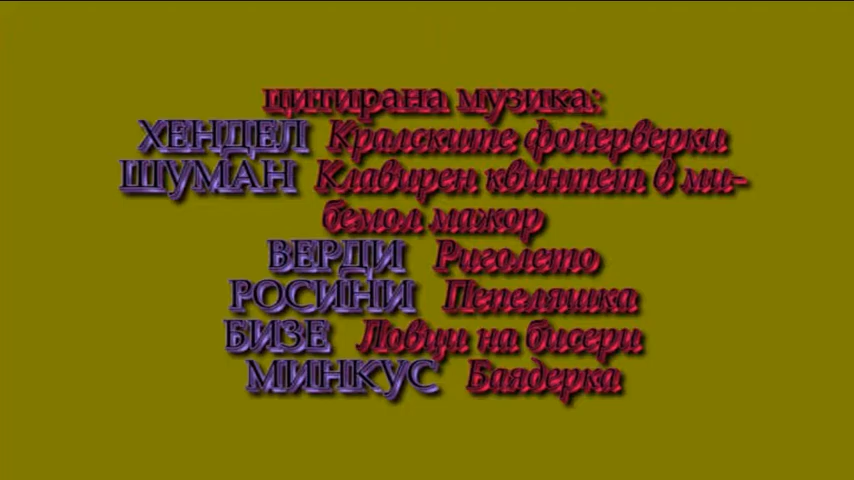 цитирана музика:
ХЕНДЕЛ Кралските фойерверки
ШУМАН Клавирен квинтет в ми-
бемол мажор
ВЕРДИ Риголето
РОСИНИ Пепеляшка
БИЗЕ Ловци на бисери
МИНКУС Баядерка